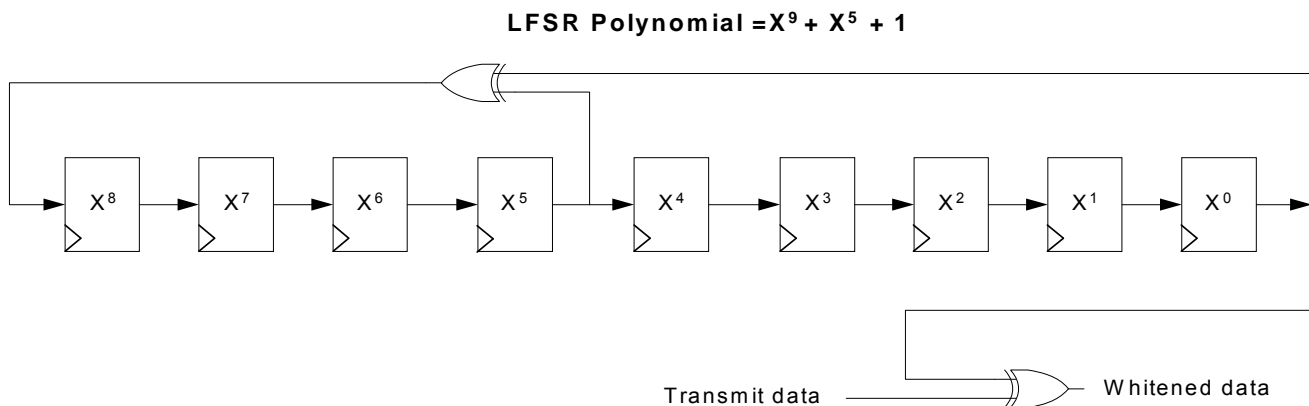 LFSR Polynomial =X⁹ + X⁵ + 1
X⁸ X⁷ X⁶ X⁵ X⁴ X³ X² X¹ X⁰
Transmit data
Whitened data